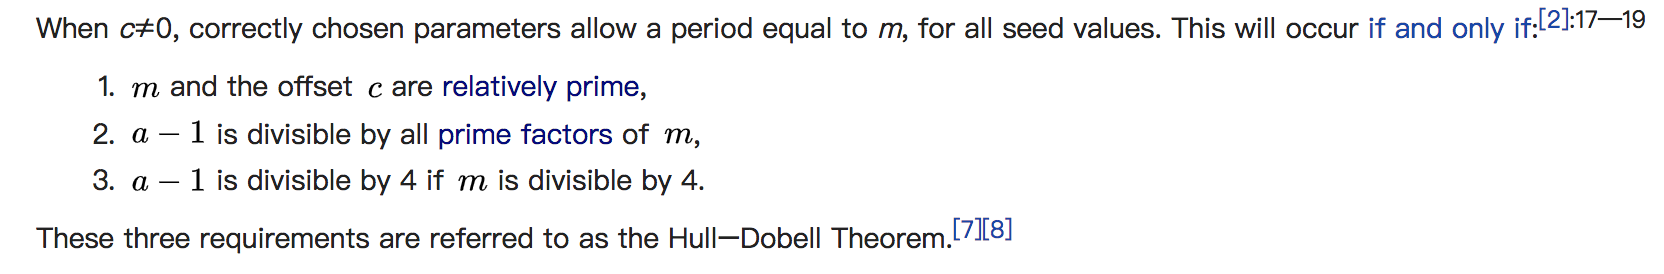 When c≠0, correctly chosen parameters allow a period equal to m, for all seed values. This will occur if and only if:[2]:17—19
1. m and the offset c are relatively prime,
2. a − 1 is divisible by all prime factors of m,
3. a − 1 is divisible by 4 if m is divisible by 4.
These three requirements are referred to as the Hull—Dobell Theorem.[7][8]